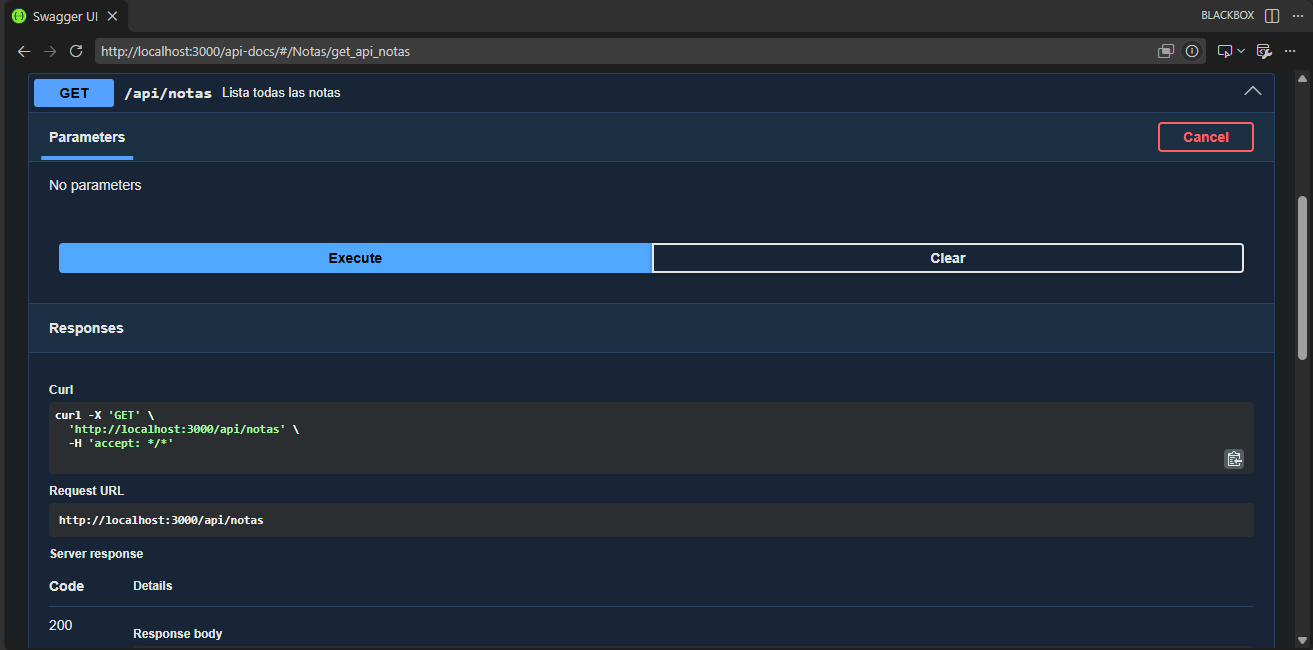 Swagger UI
BLACKBOX
http://localhost:3000/api-docs/#/Notas/get_api_notas
GET /api/notas Lista todas las notas
Parameters
Cancel
No parameters
Execute
Clear
Responses
Curl
curl -X 'GET' \
'http://localhost:3000/api/notas' \
-H 'accept: */*'
Request URL
http://localhost:3000/api/notas
Server response
Code Details
200
Response body